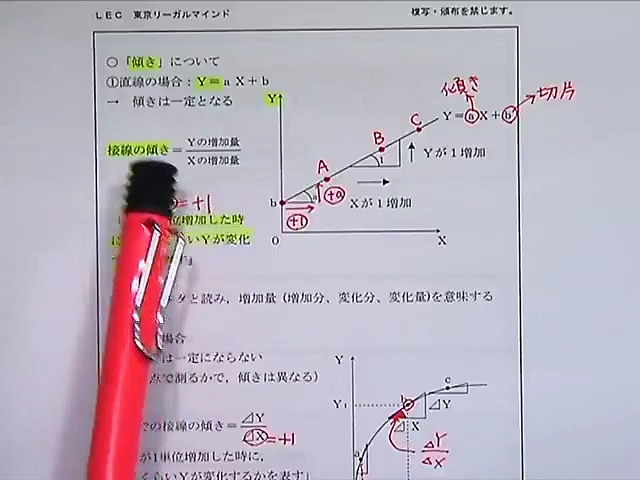 LEC 東京リーガルマインド
複写・頒布を禁じます。
○「傾き」について
①直線の場合：Y＝a X＋b
→ 傾きは一定となる
接線の傾き＝Yの増加量
Xの増加量
＝+1
位増加した時
いYが変化
Y
傾き
切片
Y＝a X＋b
A
B
C
1
Yが1増加
+a
b
+1
Xが1増加
0
X
タと読み，増加量（増加分、変化分、変化量）を意味する
場合
は一定にならない
点で測るかで，傾きは異なる）
の接線の傾き＝⊿Y
⊿X＝+1
が1単位増加した時に，
くらいYが変化するかを表す」
Y
Y1
a
b
c
⊿Y
⊿X
ΔY
ΔX